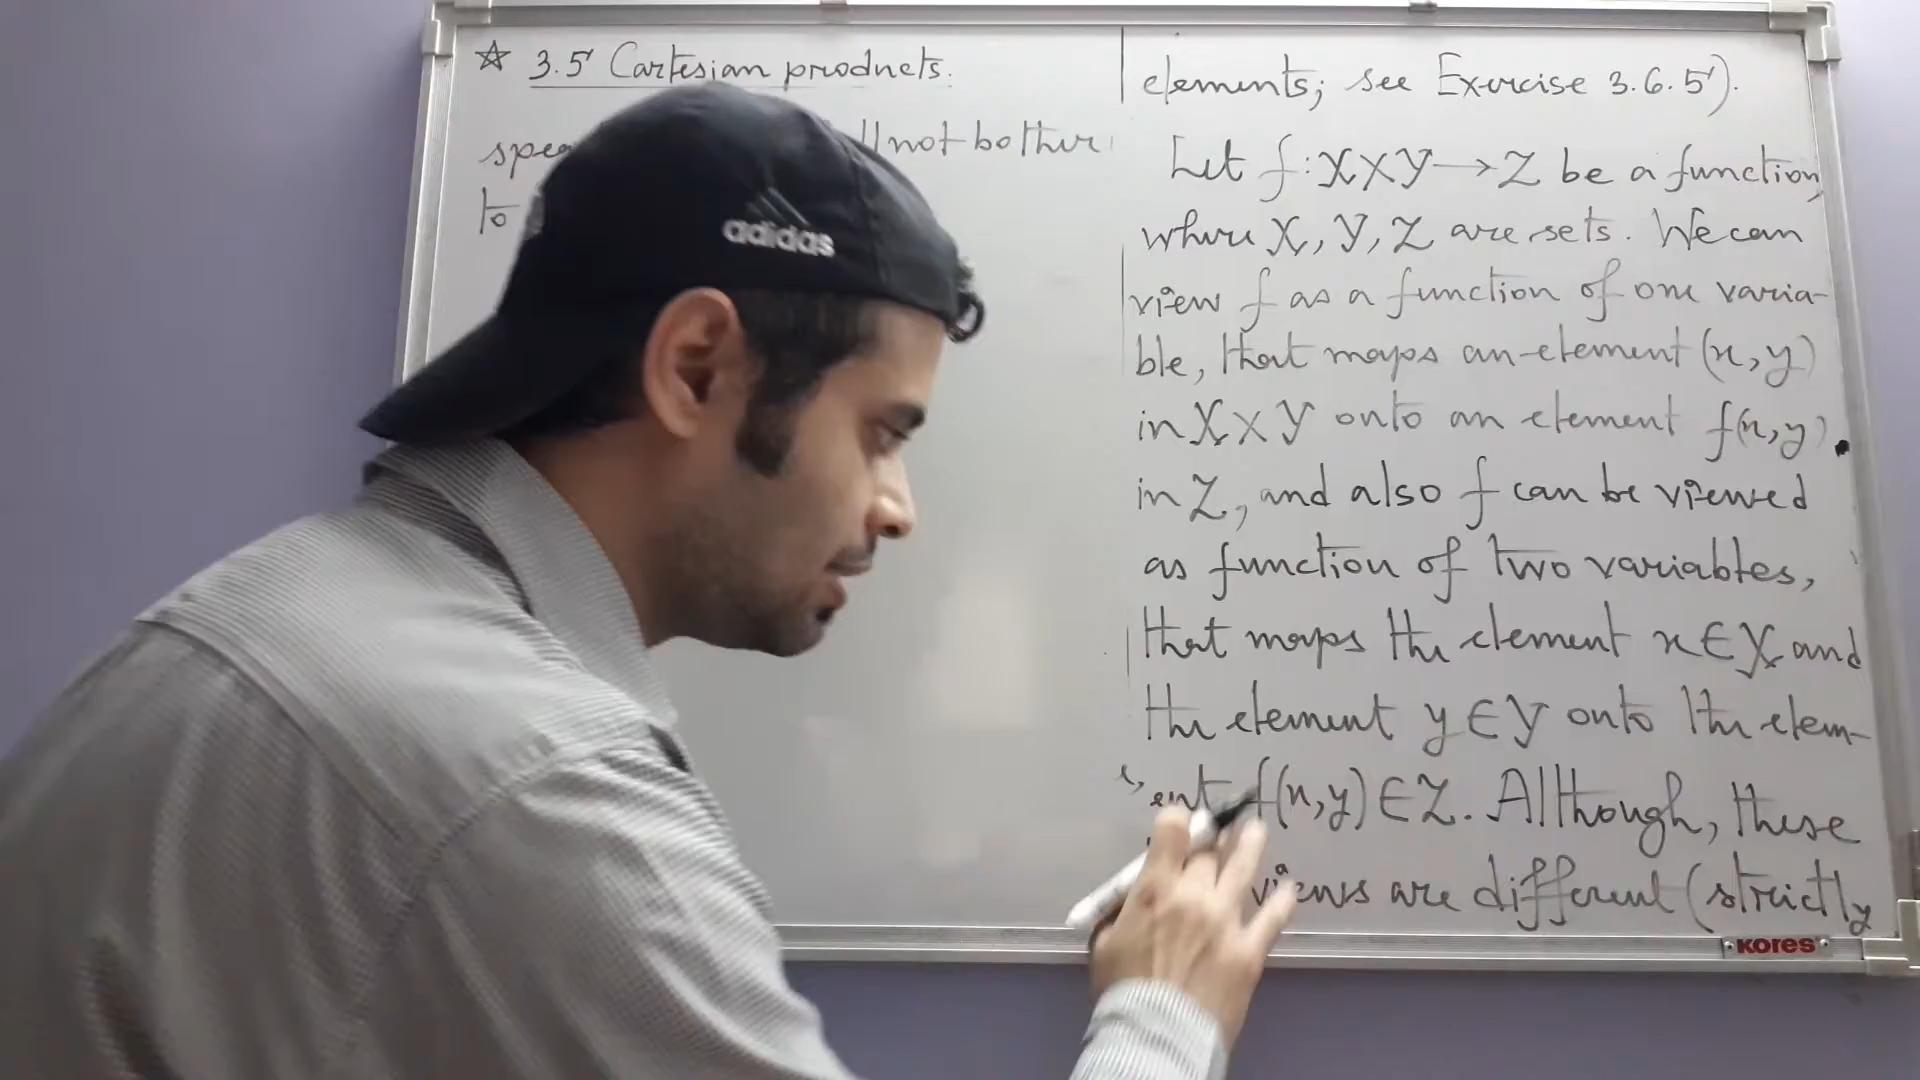 ☆ 3.5 Cartesian products.
not bother
to
elements; see Exercise 3.6.5).
Let f: X×Y→Z be a function,
where X, Y, Z are sets. We can
view f as a function of one varia-
ble, that maps an element (x, y)
in X×Y onto an element f(x, y)
in Z, and also f can be viewed
as function of two variables,
that maps the element x∈X and
the element y∈Y onto the elem-
ent f(x, y)∈Z. Although, these
views are different (strictly
adidas
kores